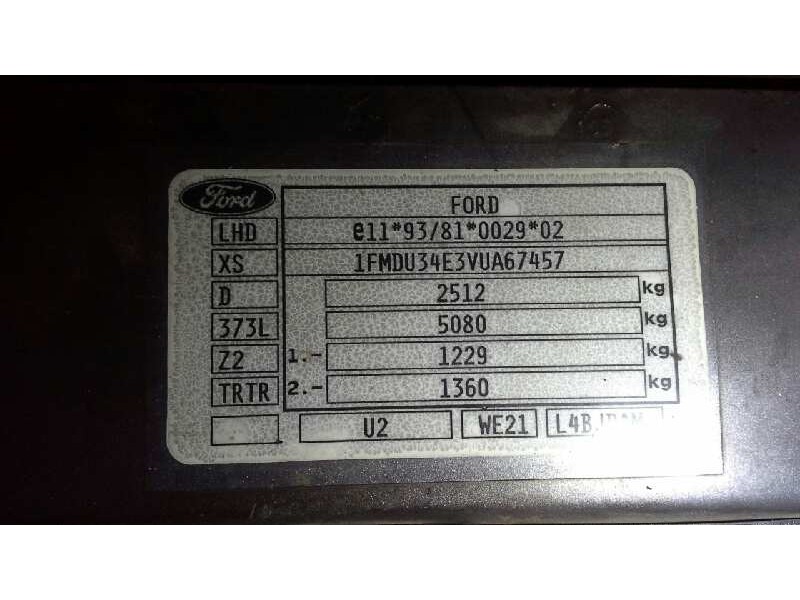 Ford FORD
LHD e11*93/81*0029*02
XS 1FMDU34E3VUA67457
D 2512 kg
373L 5080 kg
Z2 1.- 1229 kg
TRTR 2.- 1360 kg
U2 WE21